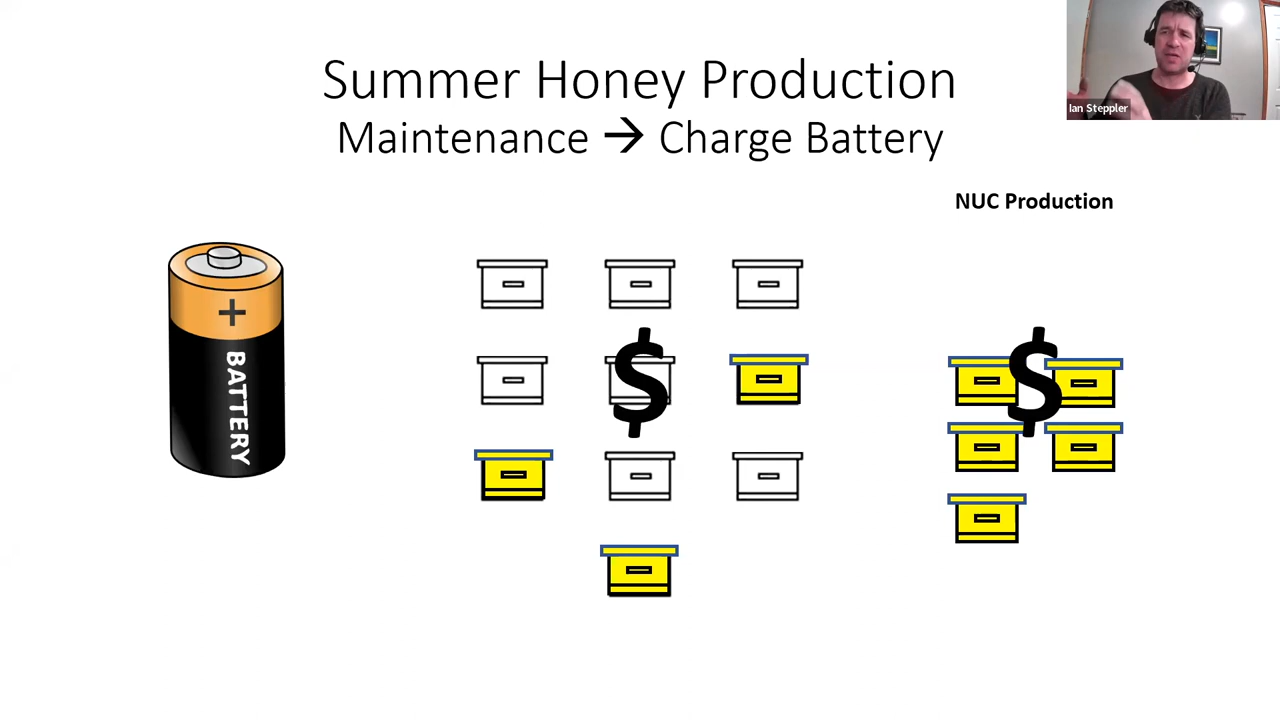 Summer Honey Production
Maintenance → Charge Battery
Ian Steppler
NUC Production
+
BATTERY
$
$